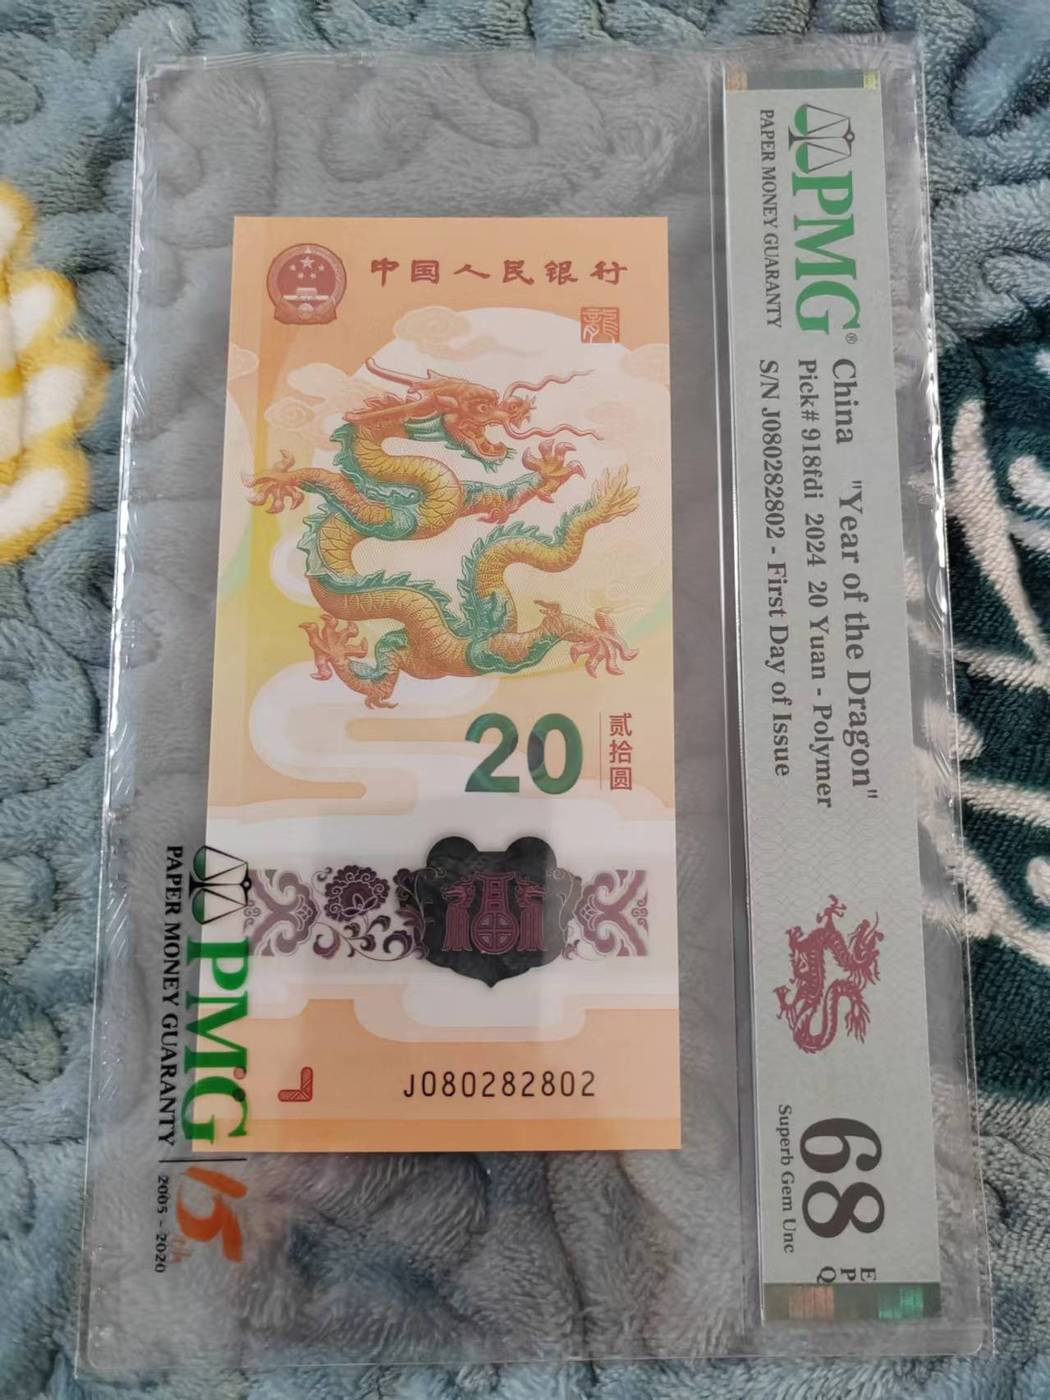 中国人民银行
龍
20
贰拾圆
福
J080282802
PMG®
PAPER MONEY GUARANTY
China "Year of the Dragon"
Pick# 918fdi 2024 20 Yuan - Polymer
S/N J080282802 - First Day of Issue
68
Superb Gem Unc
E
P
Q
PMG
PAPER MONEY GUARANTY
15
2005 - 2020